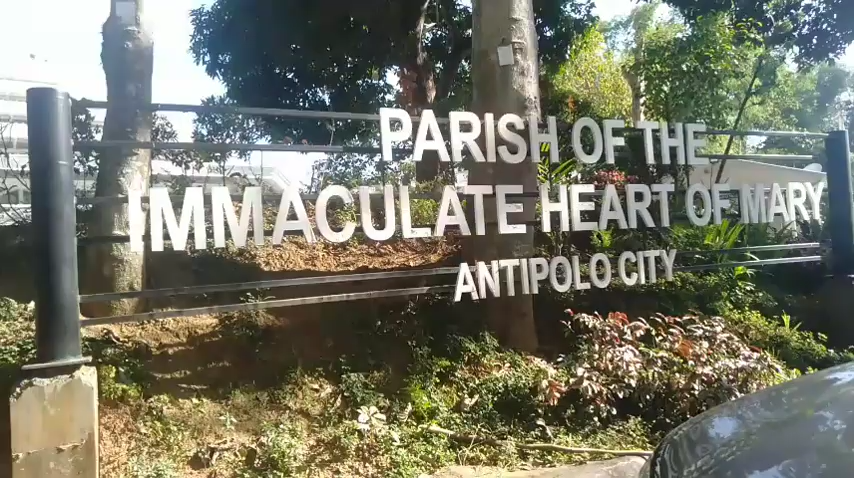 PARISH OF THE
IMMACULATE HEART OF MARY
ANTIPOLO CITY